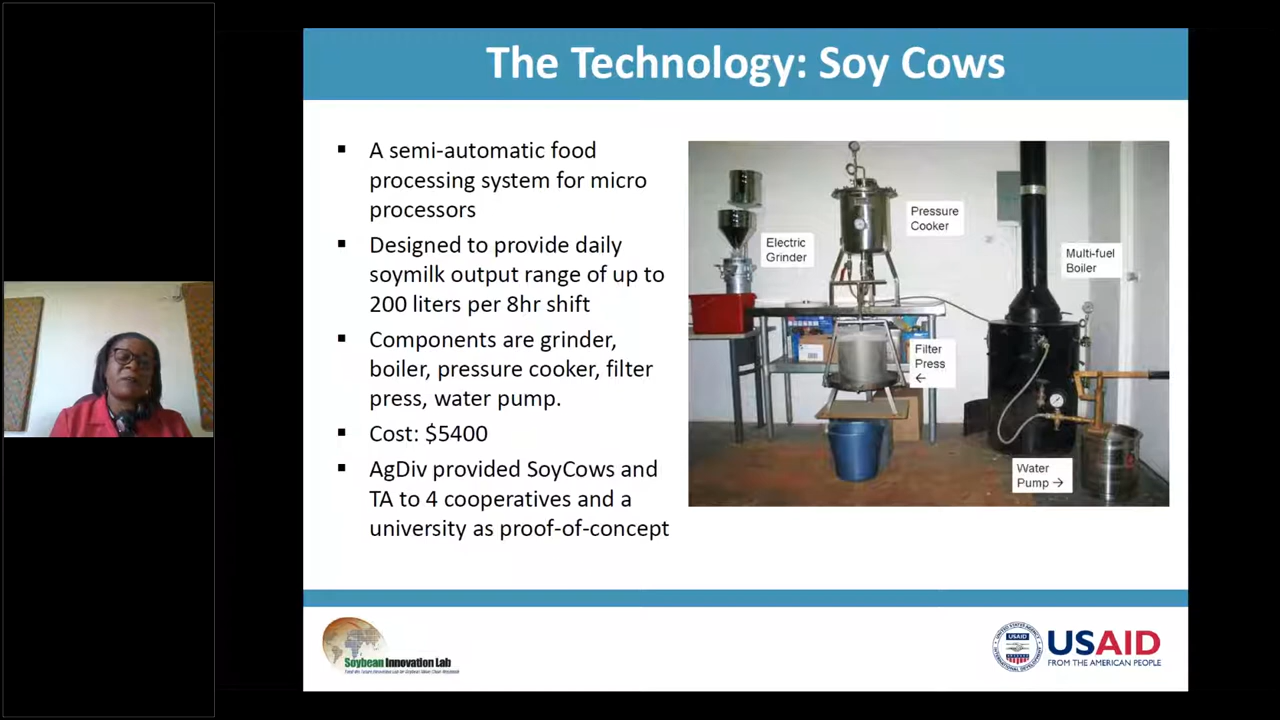 The Technology: Soy Cows
▪ A semi-automatic food
processing system for micro
processors
▪ Designed to provide daily
soymilk output range of up to
200 liters per 8hr shift
▪ Components are grinder,
boiler, pressure cooker, filter
press, water pump.
▪ Cost: $5400
▪ AgDiv provided SoyCows and
TA to 4 cooperatives and a
university as proof-of-concept
Electric
Grinder
Pressure
Cooker
Multi-fuel
Boiler
Filter
Press
←
Water
Pump →
Soybean Innovation Lab
USAID
USAID
FROM THE AMERICAN PEOPLE